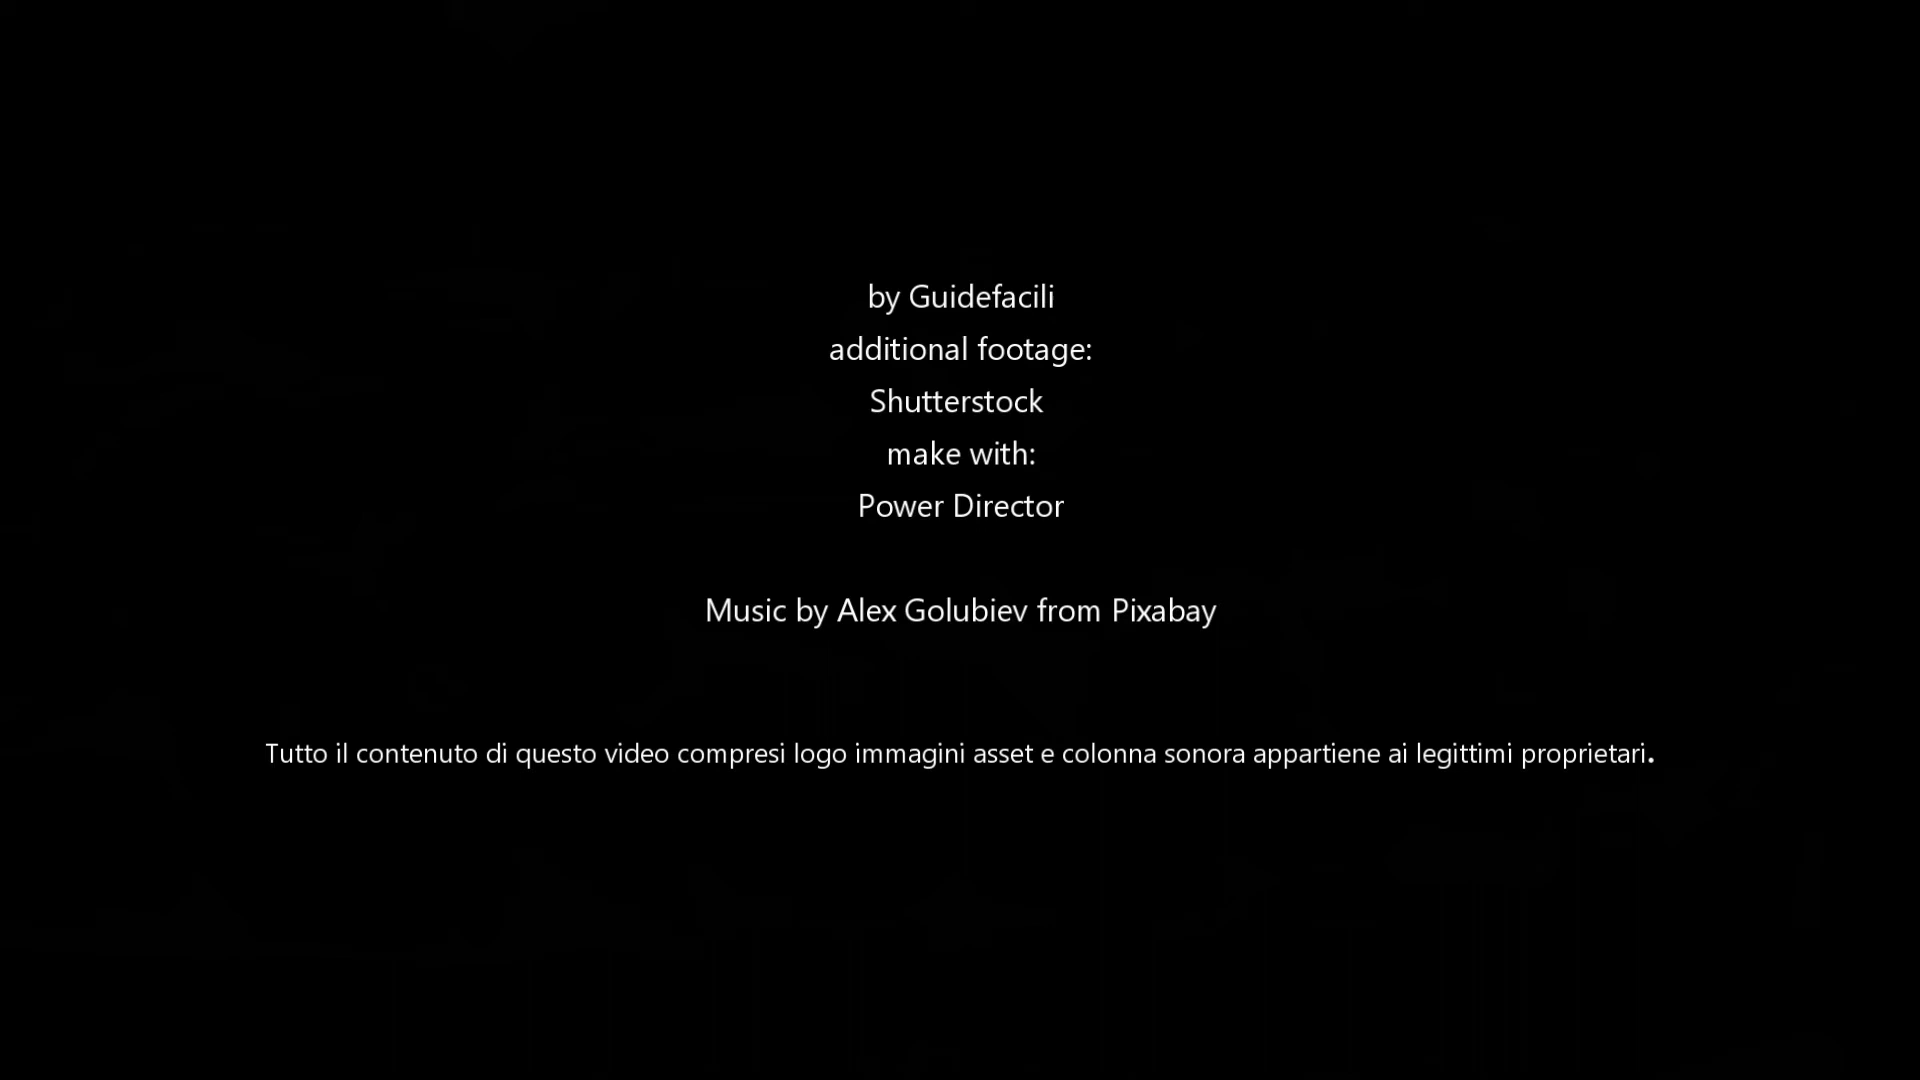 by Guidefacili
additional footage:
Shutterstock
make with:
Power Director
Music by Alex Golubiev from Pixabay
Tutto il contenuto di questo video compresi logo immagini asset e colonna sonora appartiene ai legittimi proprietari.